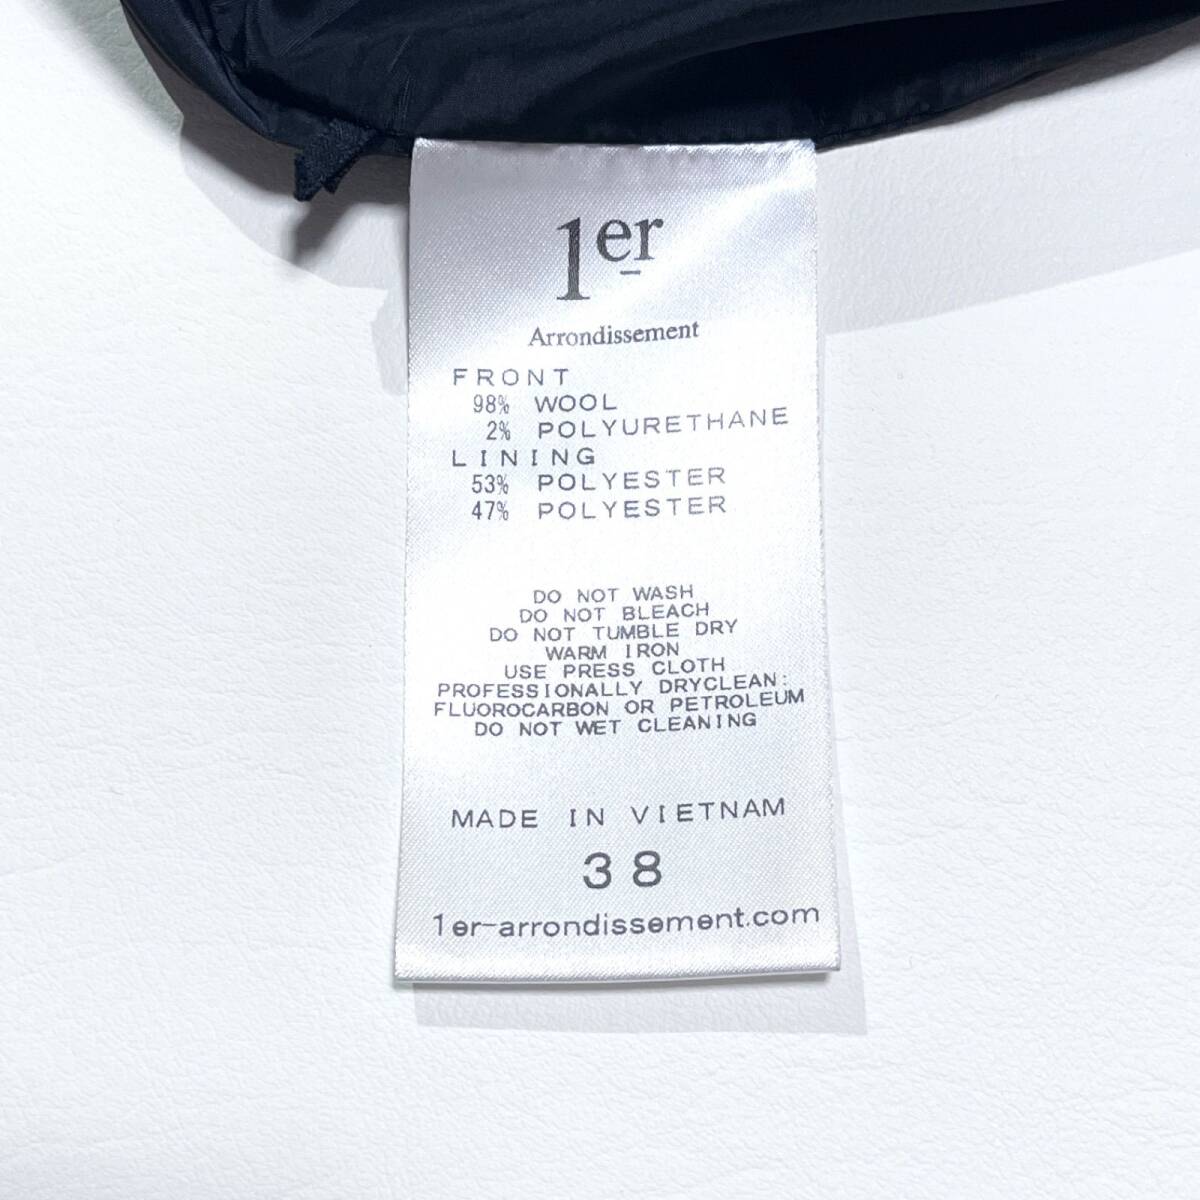 1er
Arrondissement
FRONT
98% WOOL
2% POLYURETHANE
LINING
53% POLYESTER
47% POLYESTER
DO NOT WASH
DO NOT BLEACH
DO NOT TUMBLE DRY
WARM IRON
USE PRESS CLOTH
PROFESSIONALLY DRYCLEAN:
FLUOROCARBON OR PETROLEUM
DO NOT WET CLEANING
MADE IN VIETNAM
38
1er-arrondissement.com